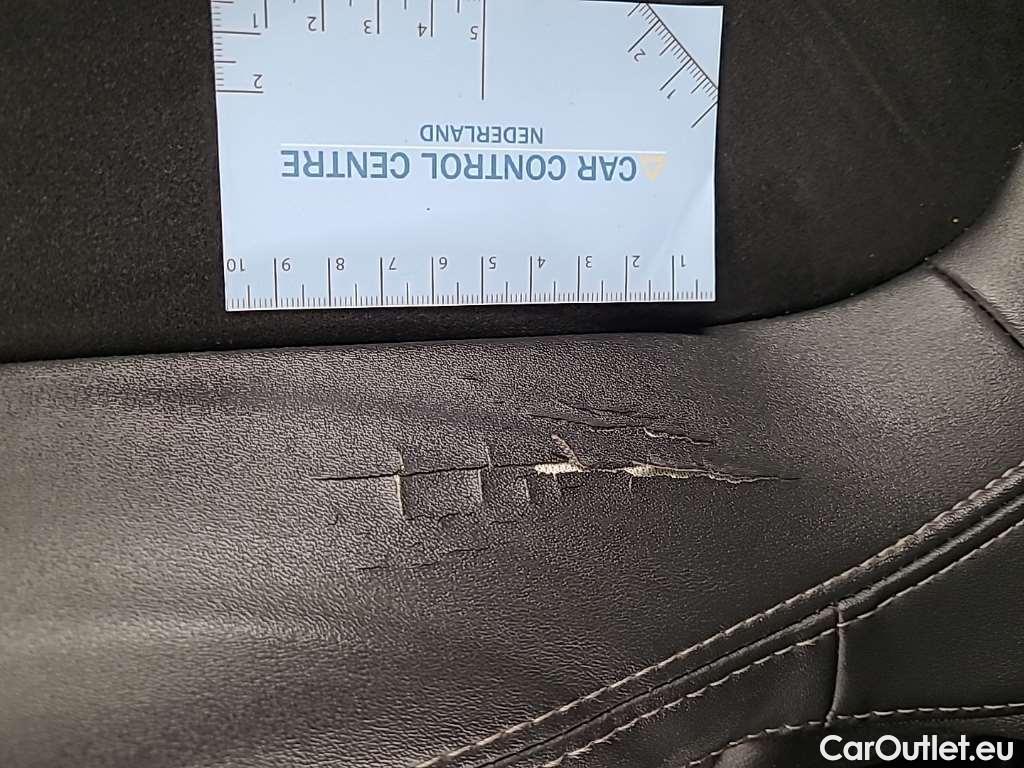 CAR CONTROL CENTRE
NEDERLAND
1 2 3 4 5 6 7 8 9 10
5 4 3 2 1
2
1 2
CarOutlet.eu